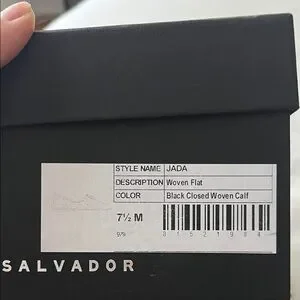 STYLE NAME JADA
DESCRIPTION Woven Flat
COLOR Black Closed Woven Calf
7½ M
SALVADOR